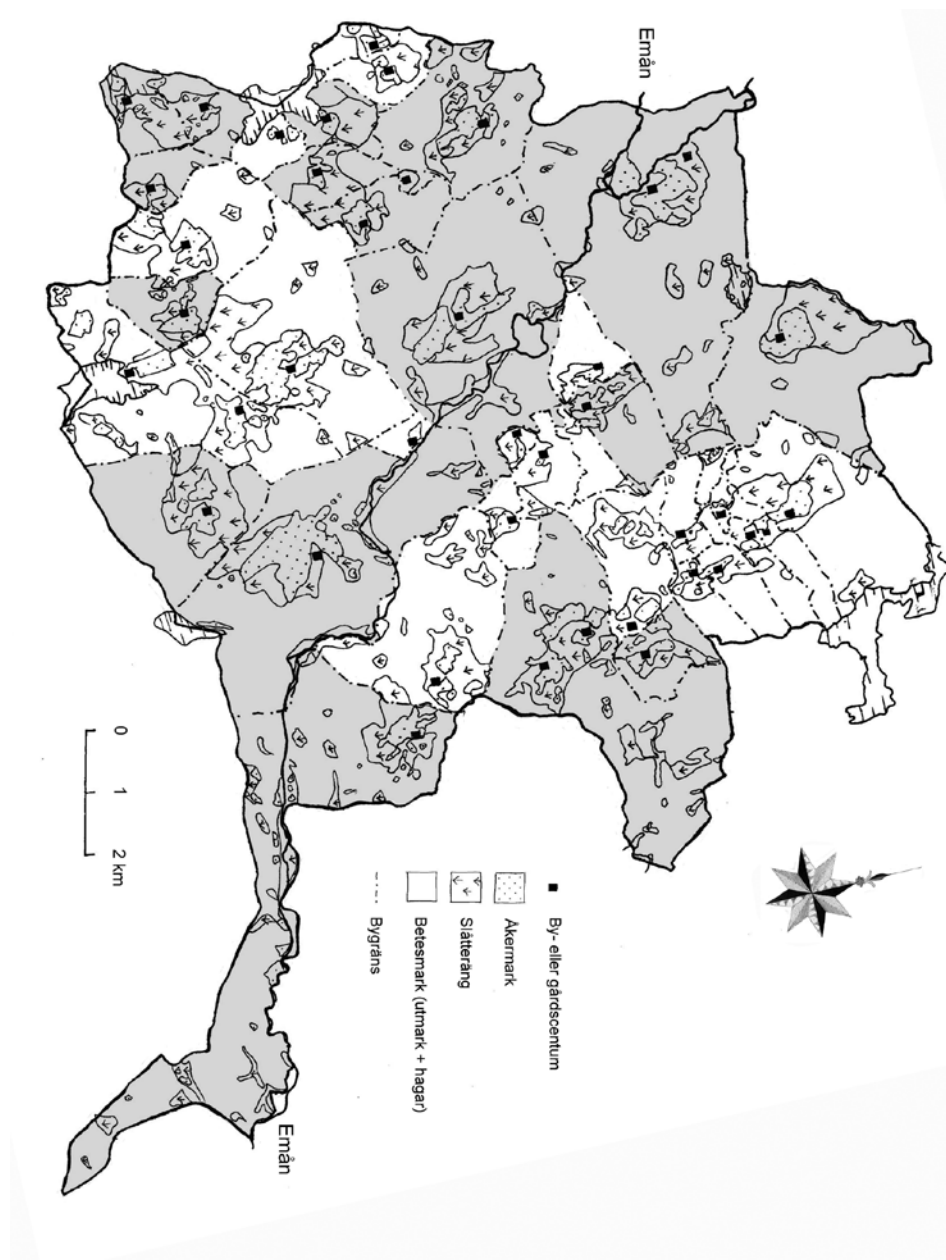 Emån
0
1
2 km
By- eller gårdscentum
Åkermark
Slåtteräng
Betesmark (utmark + hagar)
Bygräns
Emån